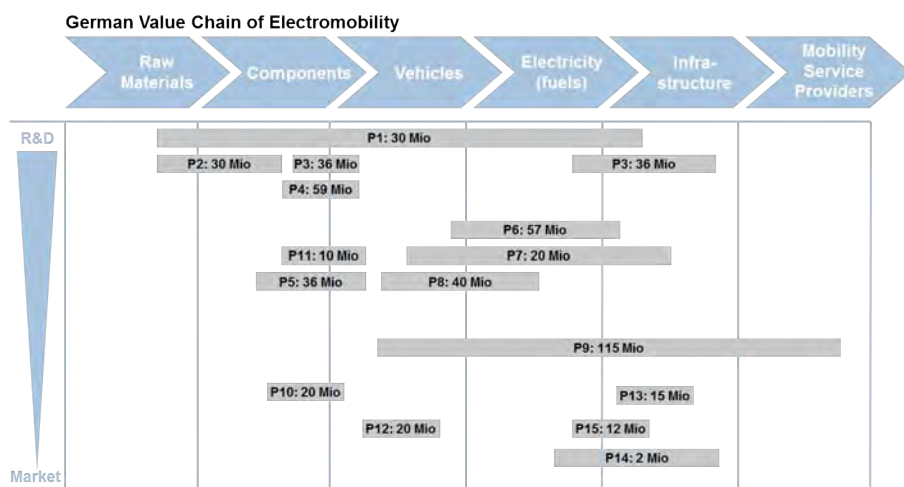 German Value Chain of Electromobility
Raw
Materials
Components
Vehicles
Electricity
(fuels)
Infra-
structure
Mobility
Service
Providers
R&D
P1: 30 Mio
P2: 30 Mio
P3: 36 Mio
P3: 36 Mio
P4: 59 Mio
P6: 57 Mio
P11: 10 Mio
P7: 20 Mio
P5: 36 Mio
P8: 40 Mio
P9: 115 Mio
P10: 20 Mio
P13: 15 Mio
P12: 20 Mio
P15: 12 Mio
P14: 2 Mio
Market